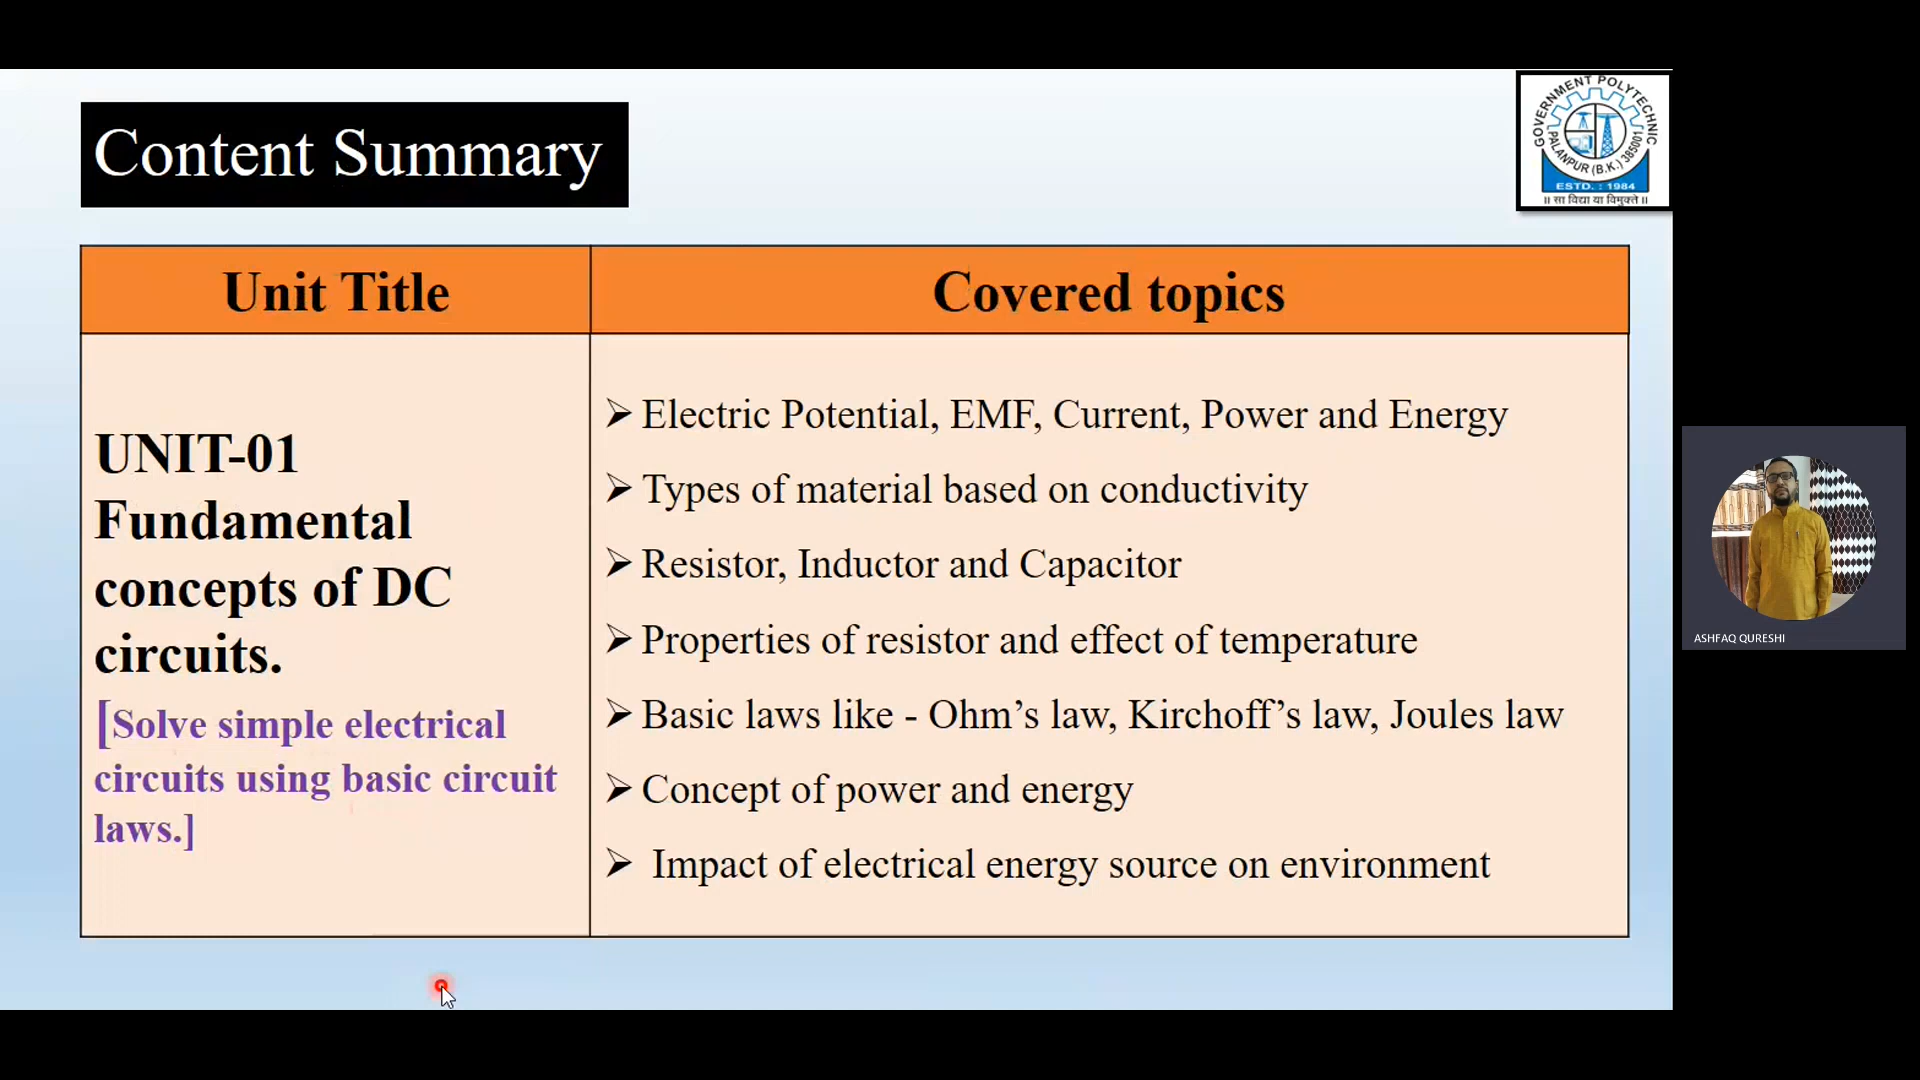 Content Summary
GOVERNMENT POLYTECHNIC
PALANPUR (B.K.) 385001
ESTD. : 1984
॥ सा विद्या या विमुक्ते ॥
Unit Title
Covered topics
UNIT-01
Fundamental
concepts of DC
circuits.
[Solve simple electrical
circuits using basic circuit
laws.]
➢ Electric Potential, EMF, Current, Power and Energy
➢ Types of material based on conductivity
➢ Resistor, Inductor and Capacitor
➢ Properties of resistor and effect of temperature
➢ Basic laws like - Ohm’s law, Kirchoff’s law, Joules law
➢ Concept of power and energy
➢ Impact of electrical energy source on environment
ASHFAQ QURESHI